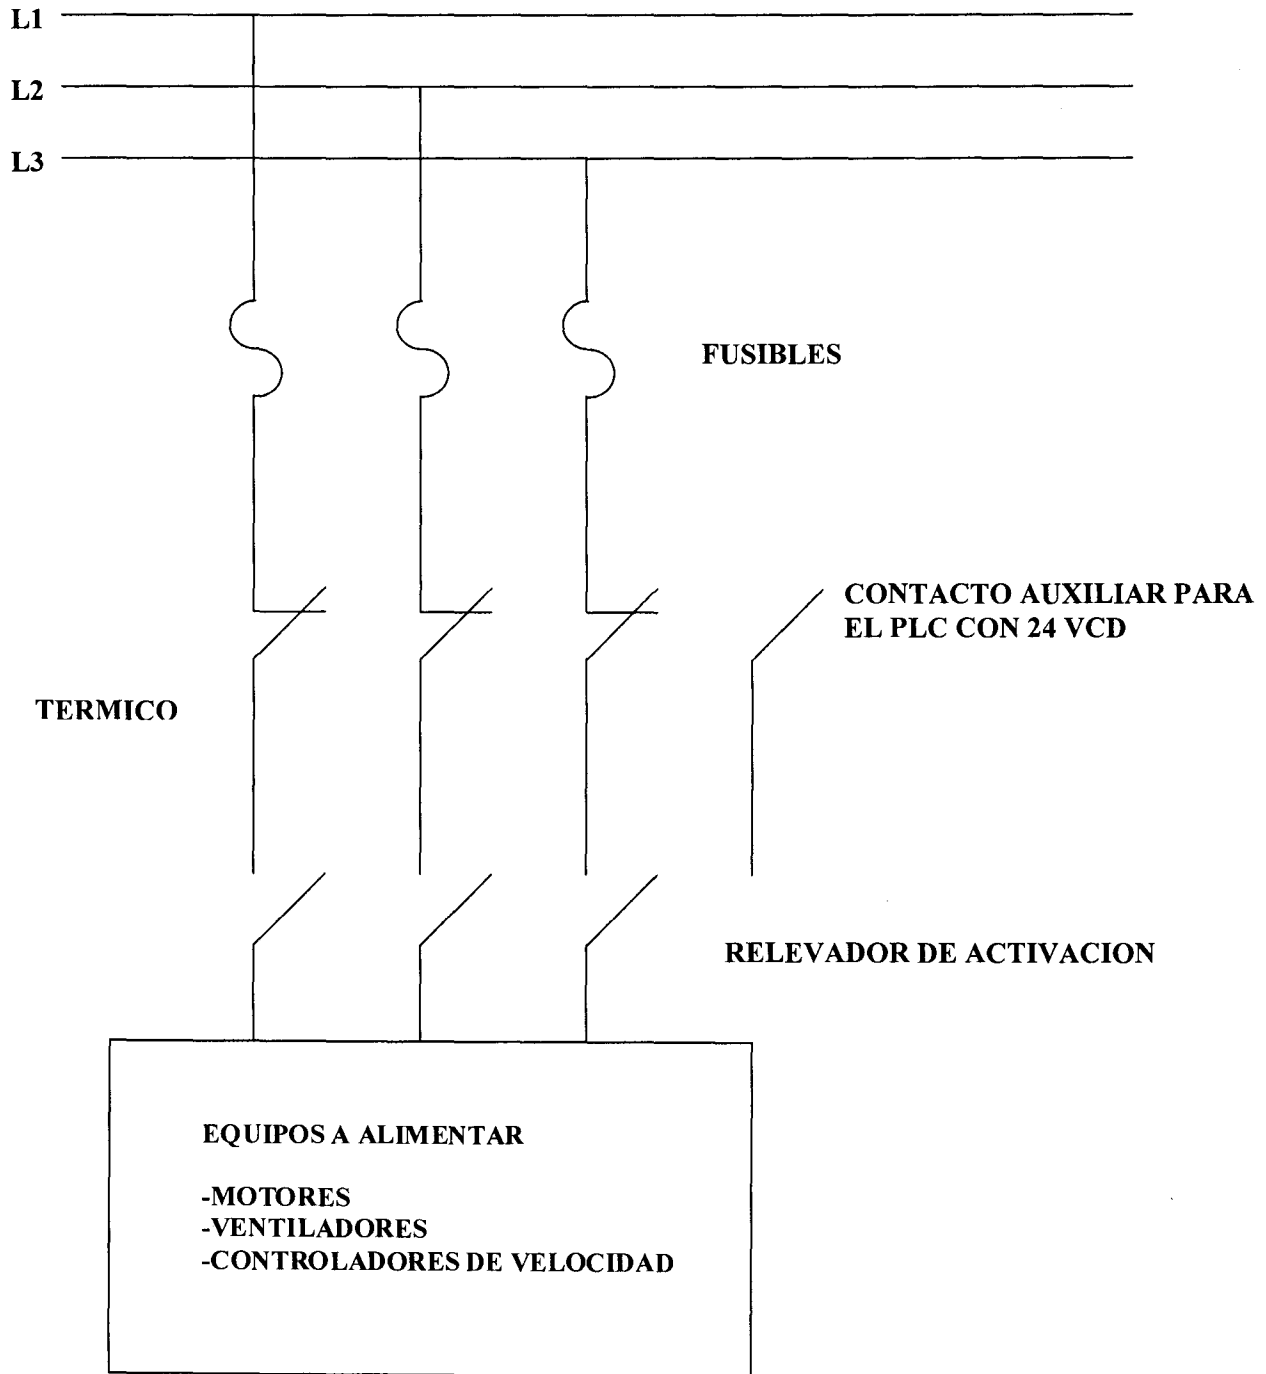 L1
L2
L3
FUSIBLES
CONTACTO AUXILIAR PARA
EL PLC CON 24 VCD
TERMICO
RELEVADOR DE ACTIVACION
EQUIPOS A ALIMENTAR
-MOTORES
-VENTILADORES
-CONTROLADORES DE VELOCIDAD